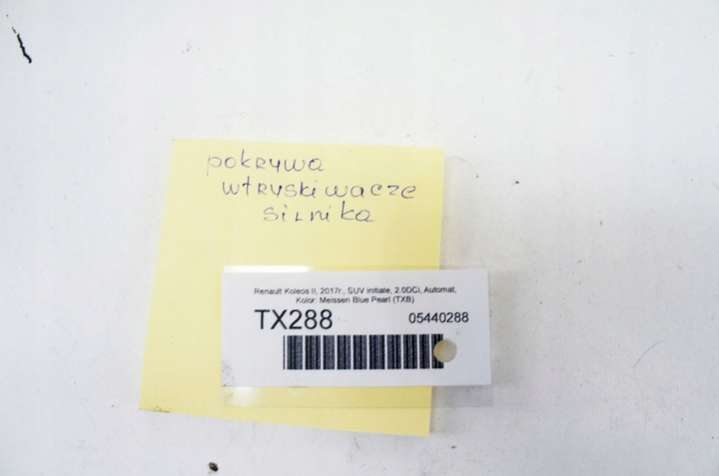 pokrywa
wtryskiwacze
silnika
Renault Koleos II, 2017r., SUV Initiale, 2.0DCi, Automat,
Kolor: Meissen Blue Pearl (TXB)
TX288 05440288